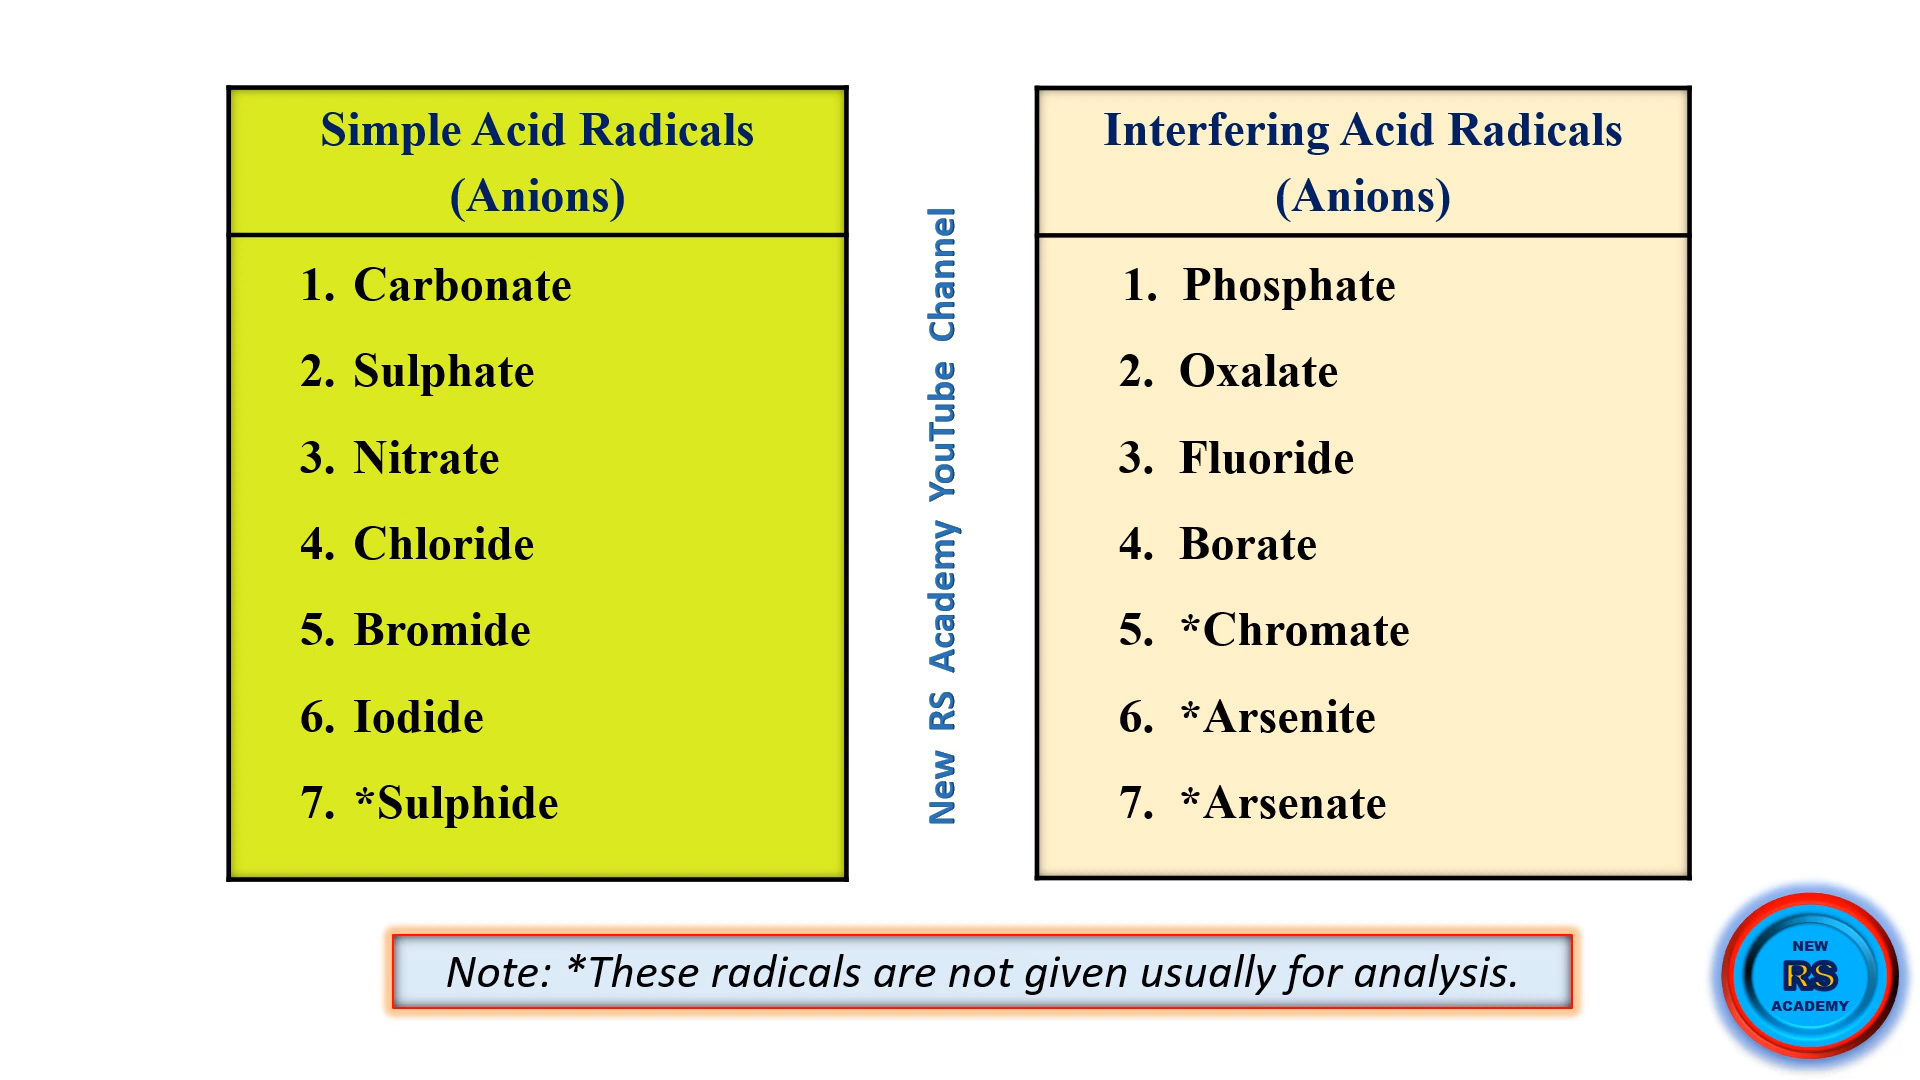 Simple Acid Radicals
(Anions)
1. Carbonate
2. Sulphate
3. Nitrate
4. Chloride
5. Bromide
6. Iodide
7. *Sulphide
New RS Academy YouTube Channel
Interfering Acid Radicals
(Anions)
1. Phosphate
2. Oxalate
3. Fluoride
4. Borate
5. *Chromate
6. *Arsenite
7. *Arsenate
Note: *These radicals are not given usually for analysis.
NEW
RS
ACADEMY